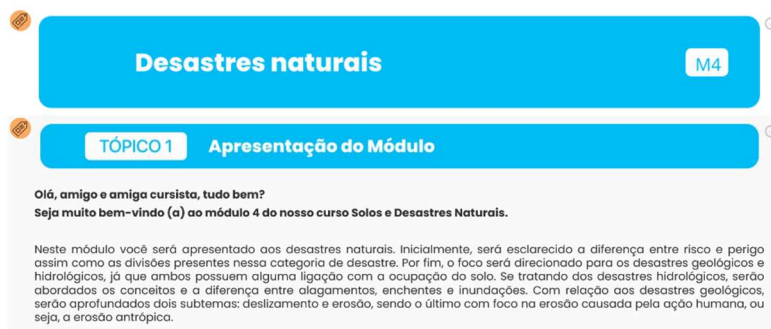 Desastres naturais
M4
TÓPICO 1
Apresentação do Módulo
Olá, amigo e amiga cursista, tudo bem?
Seja muito bem-vindo (a) ao módulo 4 do nosso curso Solos e Desastres Naturais.
Neste módulo você será apresentado aos desastres naturais. Inicialmente, será esclarecido a diferença entre risco e perigo
assim como as divisões presentes nessa categoria de desastre. Por fim, o foco será direcionado para os desastres geológicos e
hidrológicos, já que ambos possuem alguma ligação com a ocupação do solo. Se tratando dos desastres hidrológicos, serão
abordados os conceitos e a diferença entre alagamentos, enchentes e inundações. Com relação aos desastres geológicos,
serão aprofundados dois subtemas: deslizamento e erosão, sendo o último com foco na erosão causada pela ação humana, ou
seja, a erosão antrópica.